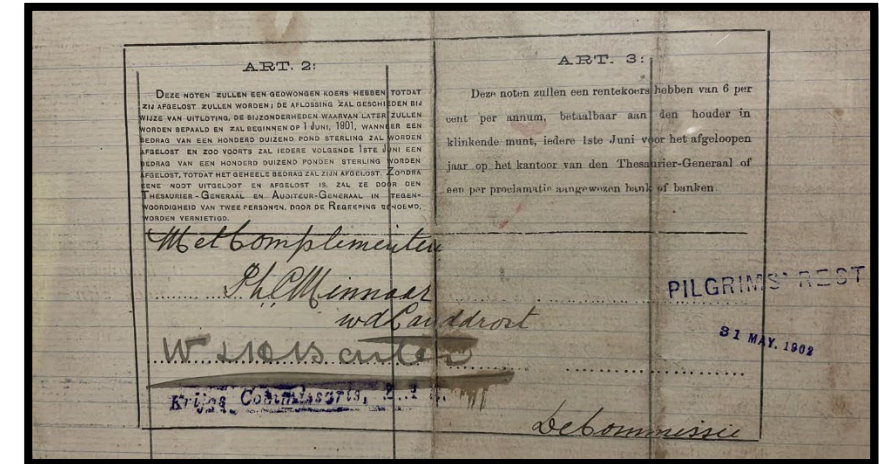 ART. 2:
DEZE NOTEN ZULLEN EEN GEDWONGEN KOERS HEBBEN TOTDAT
ZIJ AFGELOST ZULLEN WORDEN; DE AFLOSSING ZAL GESCHIEDEN BIJ
WIJZE VAN UITLOTING, DE BIJZONDERHEDEN WAARVAN LATER ZULLEN
WORDEN BEPAALD EN ZAL BEGINNEN OP 1 JUNI, 1901, WANNEER EEN
BEDRAG VAN EEN HONDERD DUIZEND POND STERLING ZAL WORDEN
AFGELOST EN ZOO VOORTS ZAL IEDERE VOLGENDE 1STE JUNI EEN
BEDRAG VAN EEN HONDERD DUIZEND PONDEN STERLING WORDEN
AFGELOST, TOTDAT HET GEHEELE BEDRAG ZAL ZIJN AFGELOST. ZOODRA
EENE NOOT UITGELOOT EN AFGELOST IS, ZAL ZE DOOR DEN
THESAURIER-GENERAAL EN AUDITEUR-GENERAAL IN TEGEN-
WOORDIGHEID VAN TWEE PERSONEN, DOOR DE REGEERING BENOEMD,
WORDEN VERNIETIGD.
ART. 3:
Deze noten zullen een rentekoers hebben van 6 per
cent per annum, betaalbaar aan den houder in
klinkende munt, iedere 1ste Juni voor het afgeloopen
jaar op het kantoor van den Thesaurier-Generaal of
een per proclamatie aangewezen bank of banken.
Met Complimenten
Ph. C. Minnaar
wd Landdrost
Krijgs Commissaris,
PILGRIMS' REST
31 MAY. 1902
De Commissie